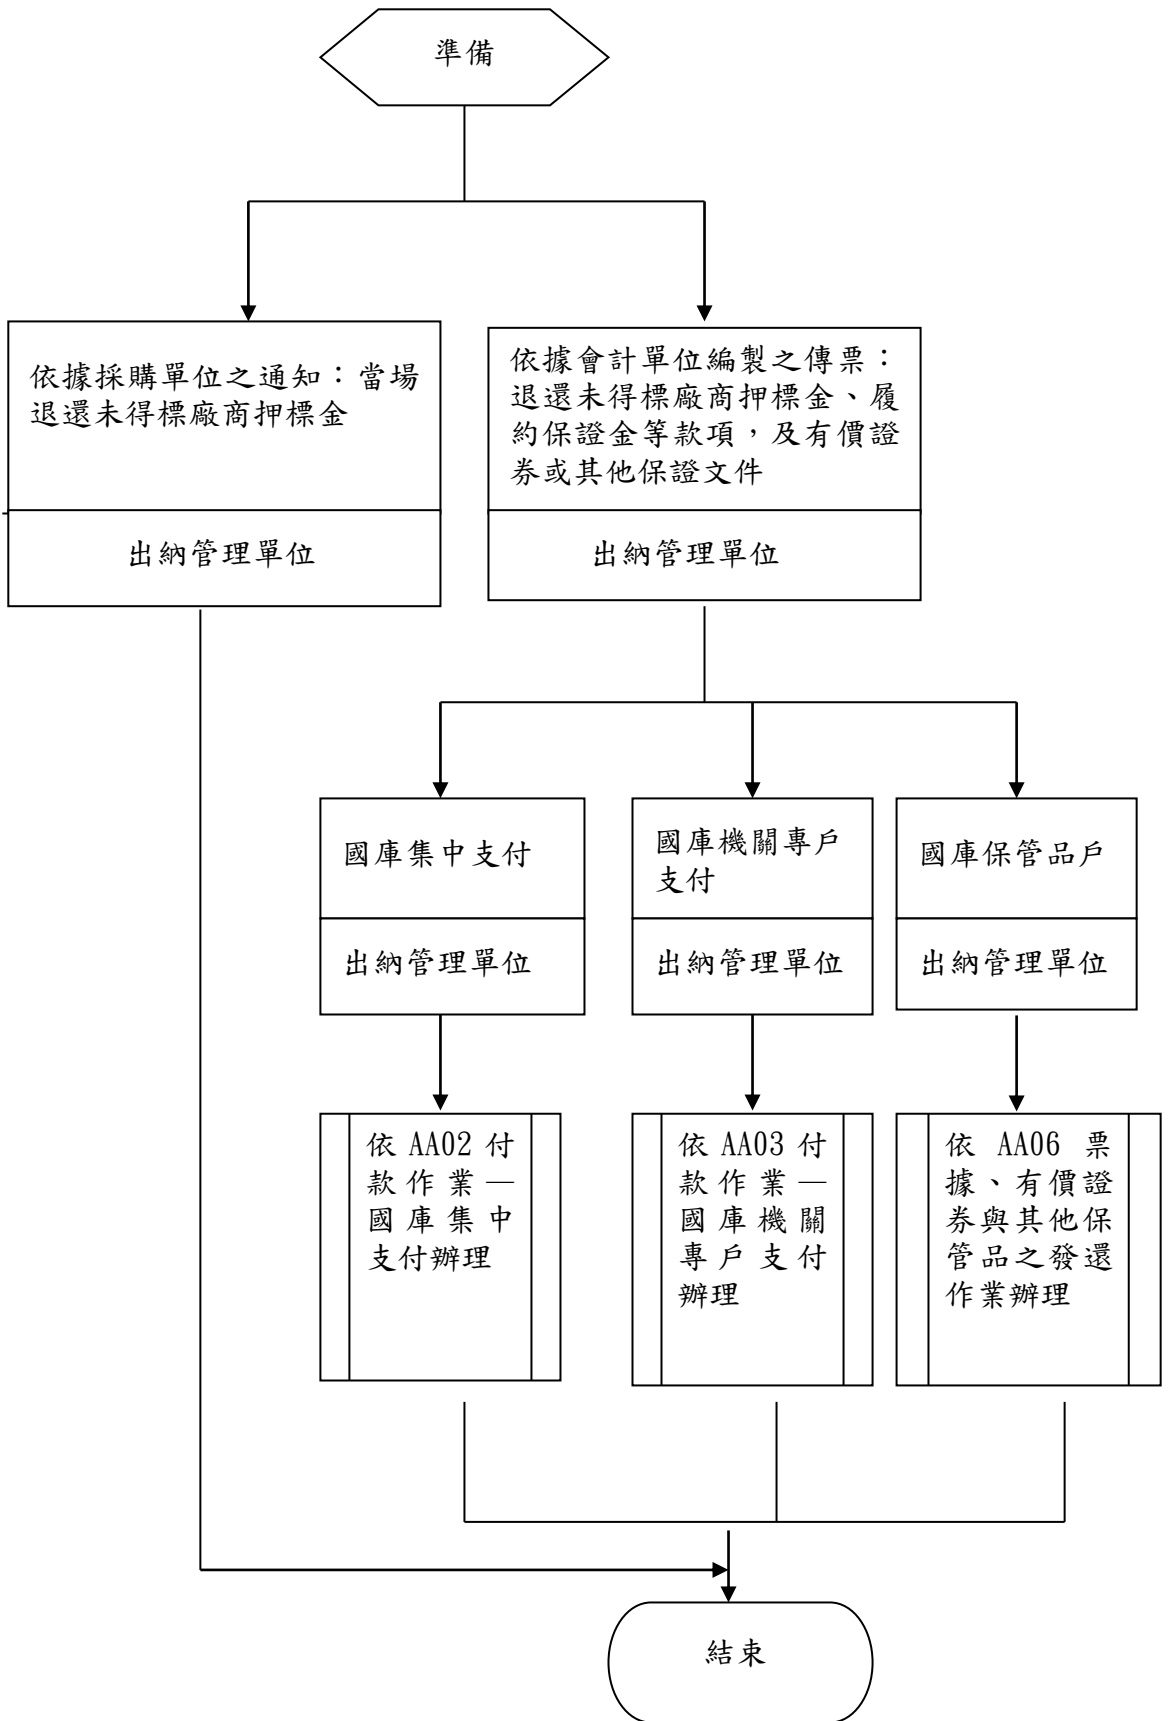 準備
依據採購單位之通知：當場
退還未得標廠商押標金
出納管理單位
依據會計單位編製之傳票：
退還未得標廠商押標金、履
約保證金等款項，及有價證
券或其他保證文件
出納管理單位
國庫集中支付
出納管理單位
國庫機關專戶
支付
出納管理單位
國庫保管品戶
出納管理單位
依 AA02 付
款作業—
國庫集中
支付辦理
依 AA03 付
款作業—
國庫機關
專戶支付
辦理
依 AA06 票
據、有價證
券與其他保
管品之發還
作業辦理
結束